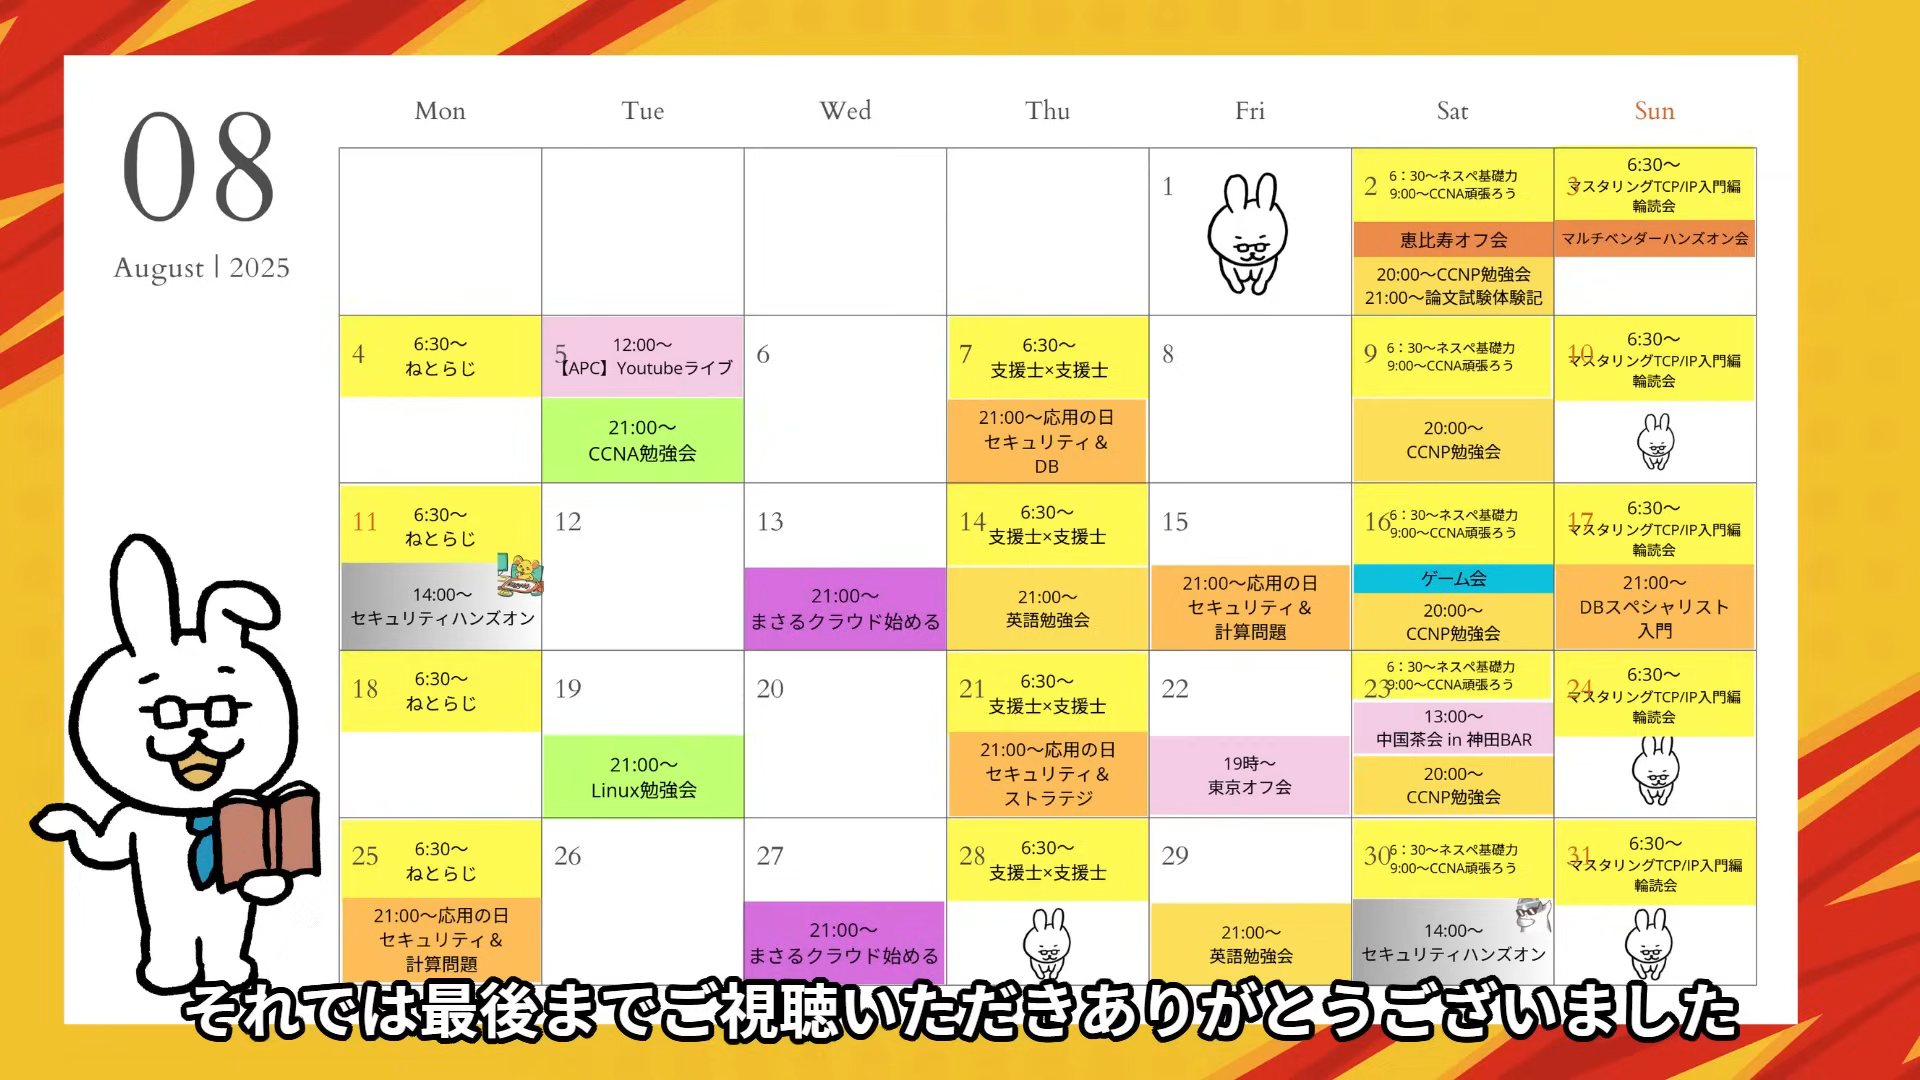 08
August | 2025
Mon Tue Wed Thu Fri Sat Sun
1
2
6：30～ネスペ基礎力
9:00～CCNA頑張ろう
恵比寿オフ会
20:00～CCNP勉強会
21:00～論文試験体験記
3
6:30～
マスタリングTCP/IP入門編
輪読会
マルチベンダーハンズオン会
4
6:30～
ねとらじ
5
12:00～
【APC】Youtubeライブ
21:00～
CCNA勉強会
6
7
6:30～
支援士×支援士
21:00～応用の日
セキュリティ＆
DB
8
9
6：30～ネスペ基礎力
9:00～CCNA頑張ろう
20:00～
CCNP勉強会
10
6:30～
マスタリングTCP/IP入門編
輪読会
11
6:30～
ねとらじ
14:00～
セキュリティハンズオン
12
13
21:00～
まさるクラウド始める
14
6:30～
支援士×支援士
21:00～
英語勉強会
15
21:00～応用の日
セキュリティ＆
計算問題
16
6：30～ネスペ基礎力
9:00～CCNA頑張ろう
ゲーム会
20:00～
CCNP勉強会
17
6:30～
マスタリングTCP/IP入門編
輪読会
21:00～
DBスペシャリスト
入門
18
6:30～
ねとらじ
19
21:00～
Linux勉強会
20
21
6:30～
支援士×支援士
21:00～応用の日
セキュリティ＆
ストラテジ
22
19時～
東京オフ会
23
6：30～ネスペ基礎力
9:00～CCNA頑張ろう
13:00～
中国茶会 in 神田BAR
20:00～
CCNP勉強会
24
6:30～
マスタリングTCP/IP入門編
輪読会
25
6:30～
ねとらじ
21:00～応用の日
セキュリティ＆
計算問題
26
27
21:00～
まさるクラウド始める
28
6:30～
支援士×支援士
29
21:00～
英語勉強会
30
6：30～ネスペ基礎力
9:00～CCNA頑張ろう
14:00～
セキュリティハンズオン
31
6:30～
マスタリングTCP/IP入門編
輪読会
それでは最後までご視聴いただきありがとうございました